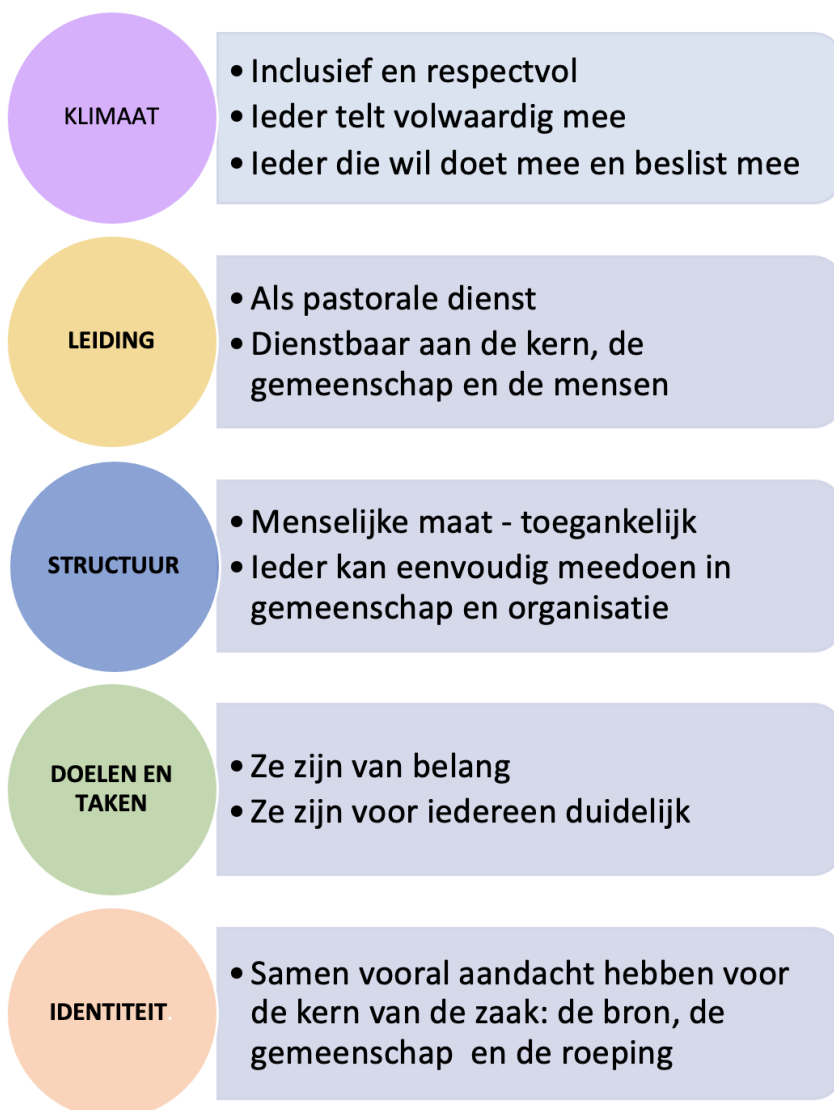 KLIMAAT
• Inclusief en respectvol
• Ieder telt volwaardig mee
• Ieder die wil doet mee en beslist mee
LEIDING
• Als pastorale dienst
• Dienstbaar aan de kern, de
gemeenschap en de mensen
STRUCTUUR
• Menselijke maat - toegankelijk
• Ieder kan eenvoudig meedoen in
gemeenschap en organisatie
DOELEN EN
TAKEN
• Ze zijn van belang
• Ze zijn voor iedereen duidelijk
IDENTITEIT.
• Samen vooral aandacht hebben voor
de kern van de zaak: de bron, de
gemeenschap  en de roeping